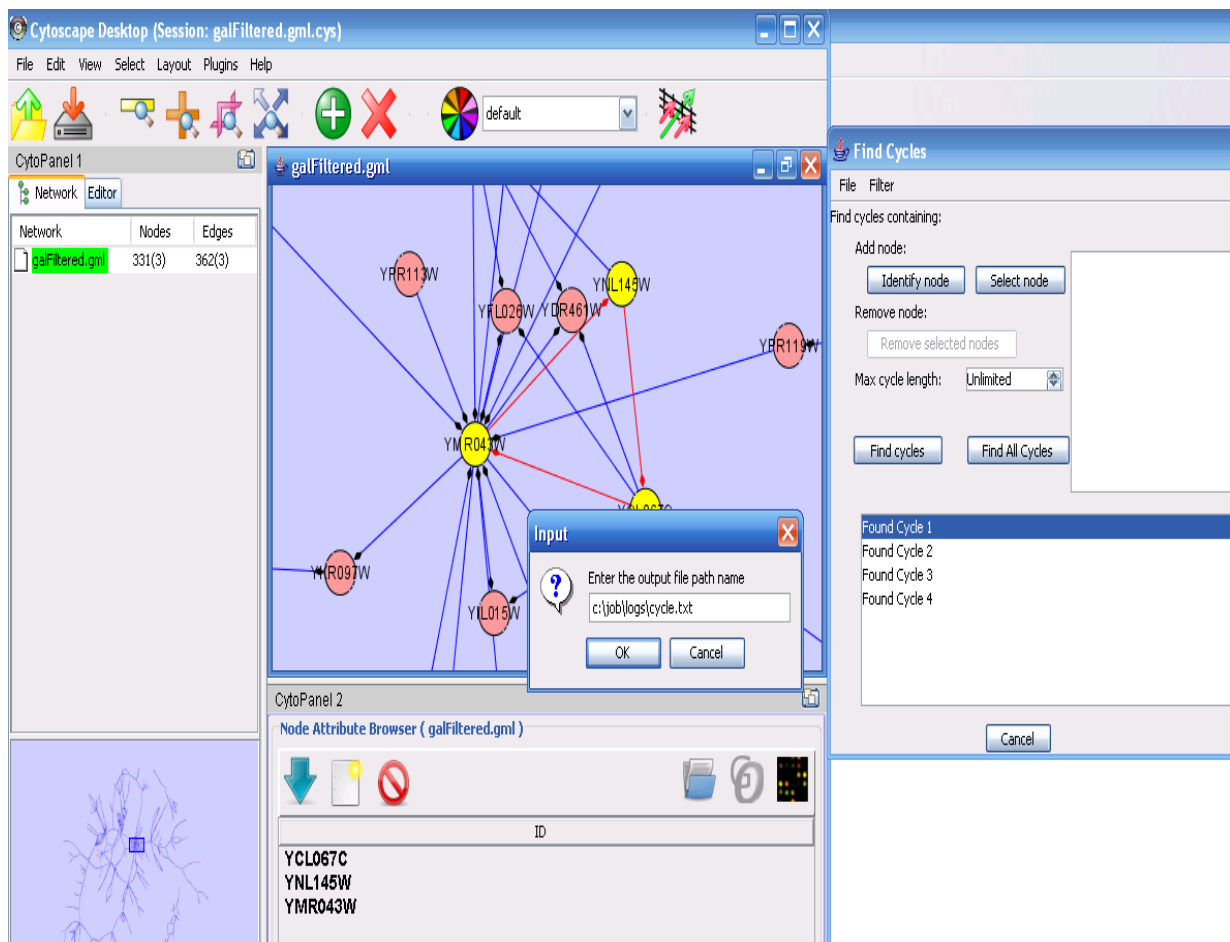 Cytoscape Desktop (Session: galFiltered.gml.cys)
File Edit View Select Layout Plugins Help
default
CytoPanel 1
Network Editor
Network Nodes Edges
galFiltered.gml 331(3) 362(3)
galFiltered.gml
YPR113W
YNL145W
YFL026W
YDR461W
YER119W
YMR043W
YCL067C
YKR097W
YIL015W
Input
Enter the output file path name
c:\job\logs\cycle.txt
OK Cancel
CytoPanel 2
Node Attribute Browser ( galFiltered.gml )
ID
YCL067C
YNL145W
YMR043W
Find Cycles
File Filter
Find cycles containing:
Add node:
Identify node Select node
Remove node:
Remove selected nodes
Max cycle length: Unlimited
Find cycles Find All Cycles
Found Cycle 1
Found Cycle 2
Found Cycle 3
Found Cycle 4
Cancel